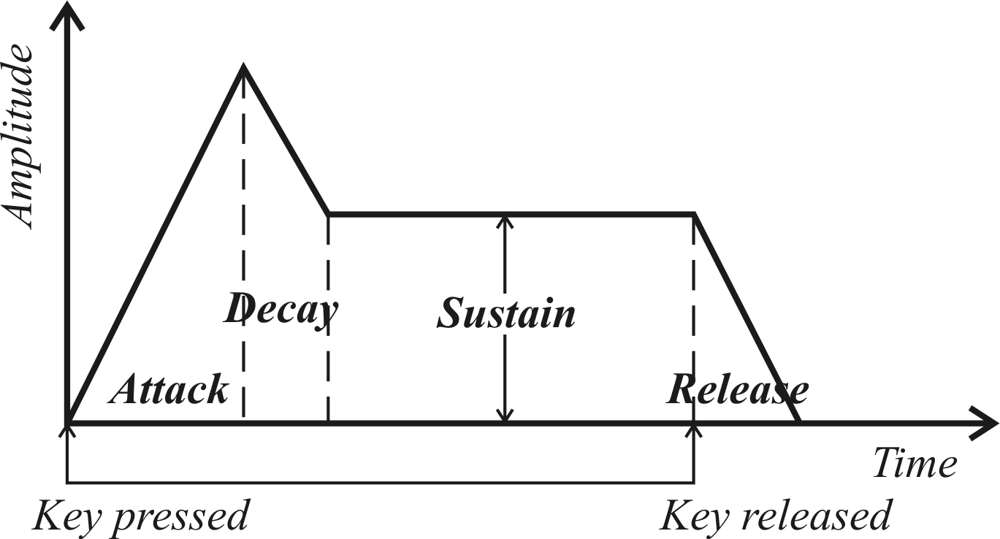 Amplitude
Decay
Sustain
Attack
Release
Time
Key pressed
Key released